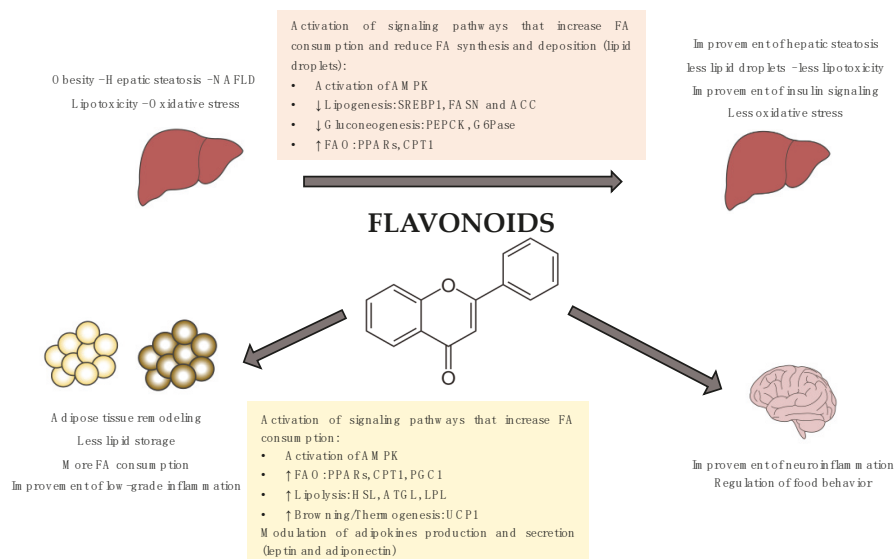 Obesity – Hepatic steatosis – NAFLD
Lipotoxicity – Oxidative stress
Activation of signaling pathways that increase FA
consumption and reduce FA synthesis and deposition (lipid
droplets):
• Activation of AMPK
• ↓ Lipogenesis: SREBP1, FASN and ACC
• ↓ Gluconeogenesis: PEPCK, G6Pase
• ↑ FAO: PPARs, CPT1
Improvement of hepatic steatosis
less lipid droplets – less lipotoxicity
Improvement of insulin signaling
Less oxidative stress
FLAVONOIDS
O
O
Adipose tissue remodeling
Less lipid storage
More FA consumption
Improvement of low-grade inflammation
Activation of signaling pathways that increase FA
consumption:
• Activation of AMPK
• ↑ FAO: PPARs, CPT1, PGC1
• ↑ Lipolysis: HSL, ATGL, LPL
• ↑ Browning/Thermogenesis: UCP1
Modulation of adipokines production and secretion
(leptin and adiponectin)
Improvement of neuroinflammation
Regulation of food behavior